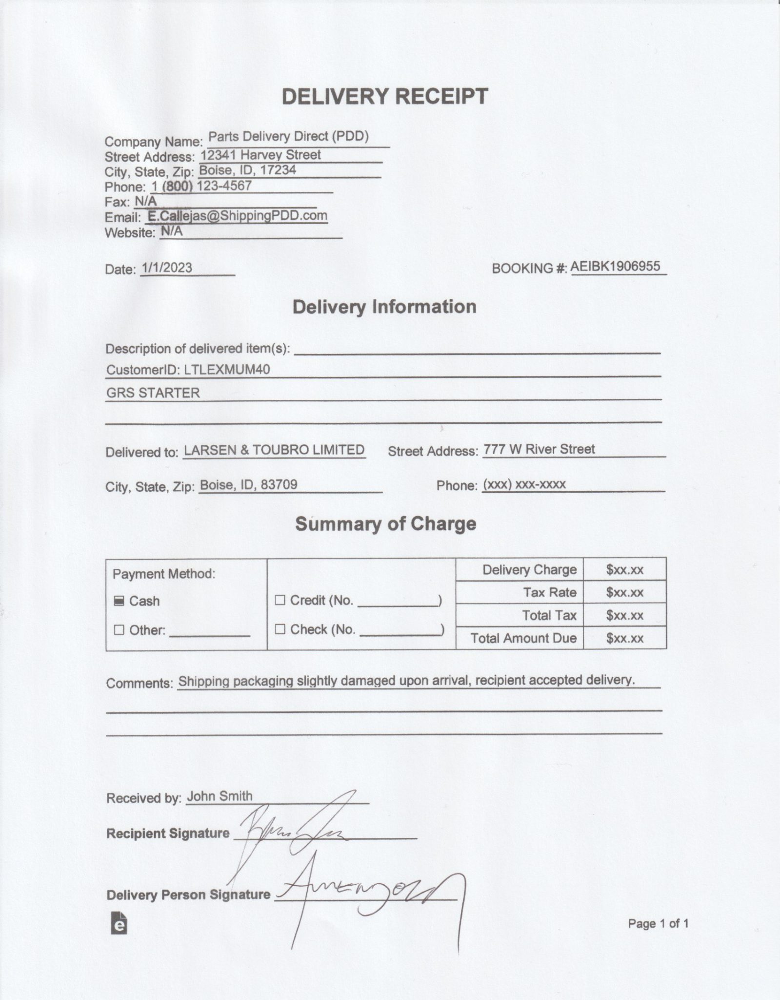 DELIVERY RECEIPT
Company Name: Parts Delivery Direct (PDD)
Street Address: 12341 Harvey Street
City, State, Zip: Boise, ID, 17234
Phone: 1 (800) 123-4567
Fax: N/A
Email: E.Callejas@ShippingPDD.com
Website: N/A
Date: 1/1/2023 BOOKING #: AEIBK1906955
Delivery Information
Description of delivered item(s):
CustomerID: LTLEXMUM40
GRS STARTER
Delivered to: LARSEN & TOUBRO LIMITED Street Address: 777 W River Street
City, State, Zip: Boise, ID, 83709 Phone: (xxx) xxx-xxxx
Summary of Charge
Payment Method: Delivery Charge $xx.xx
Tax Rate $xx.xx
Cash Credit (No. )
Total Tax $xx.xx
Other: Check (No. )
Total Amount Due $xx.xx
Comments: Shipping packaging slightly damaged upon arrival, recipient accepted delivery.
Received by: John Smith
Recipient Signature
Delivery Person Signature
e
Page 1 of 1